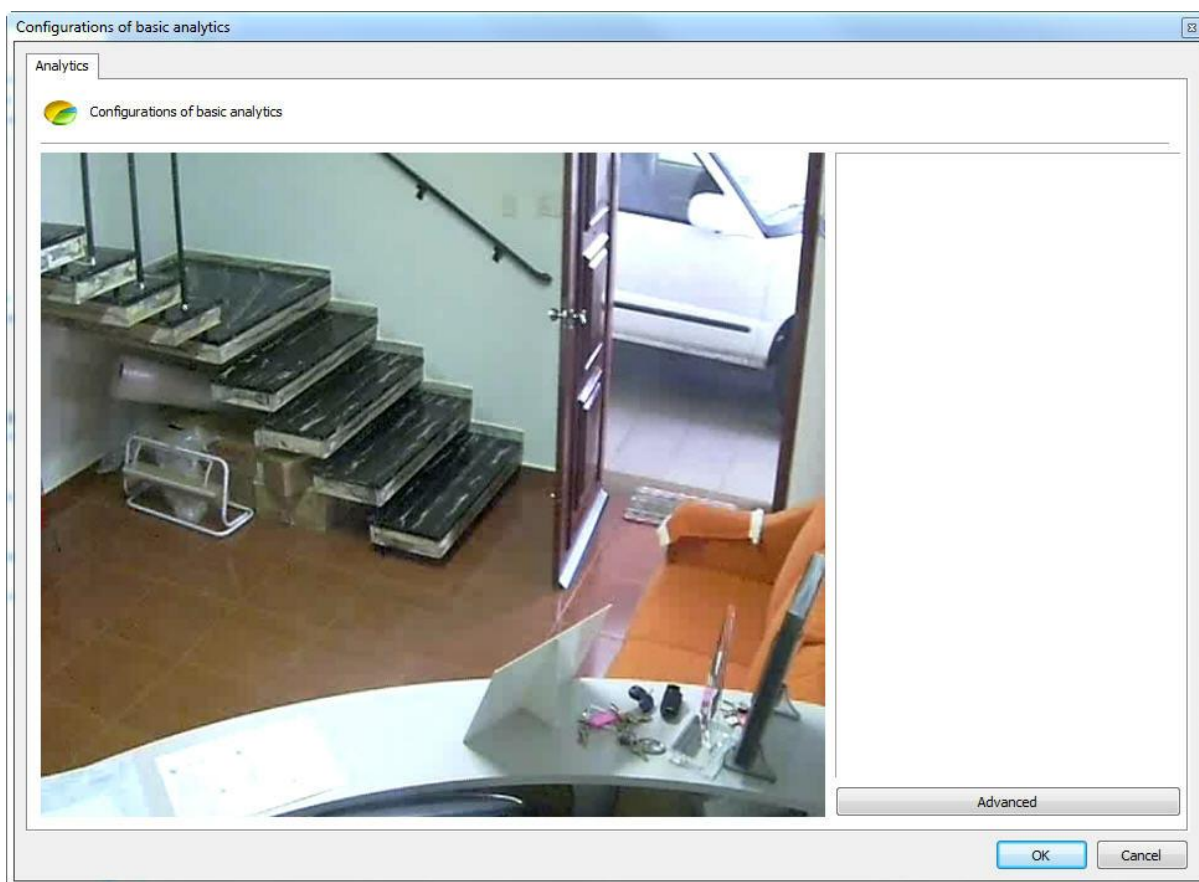 Configurations of basic analytics
Analytics
Configurations of basic analytics
Advanced
OK
Cancel